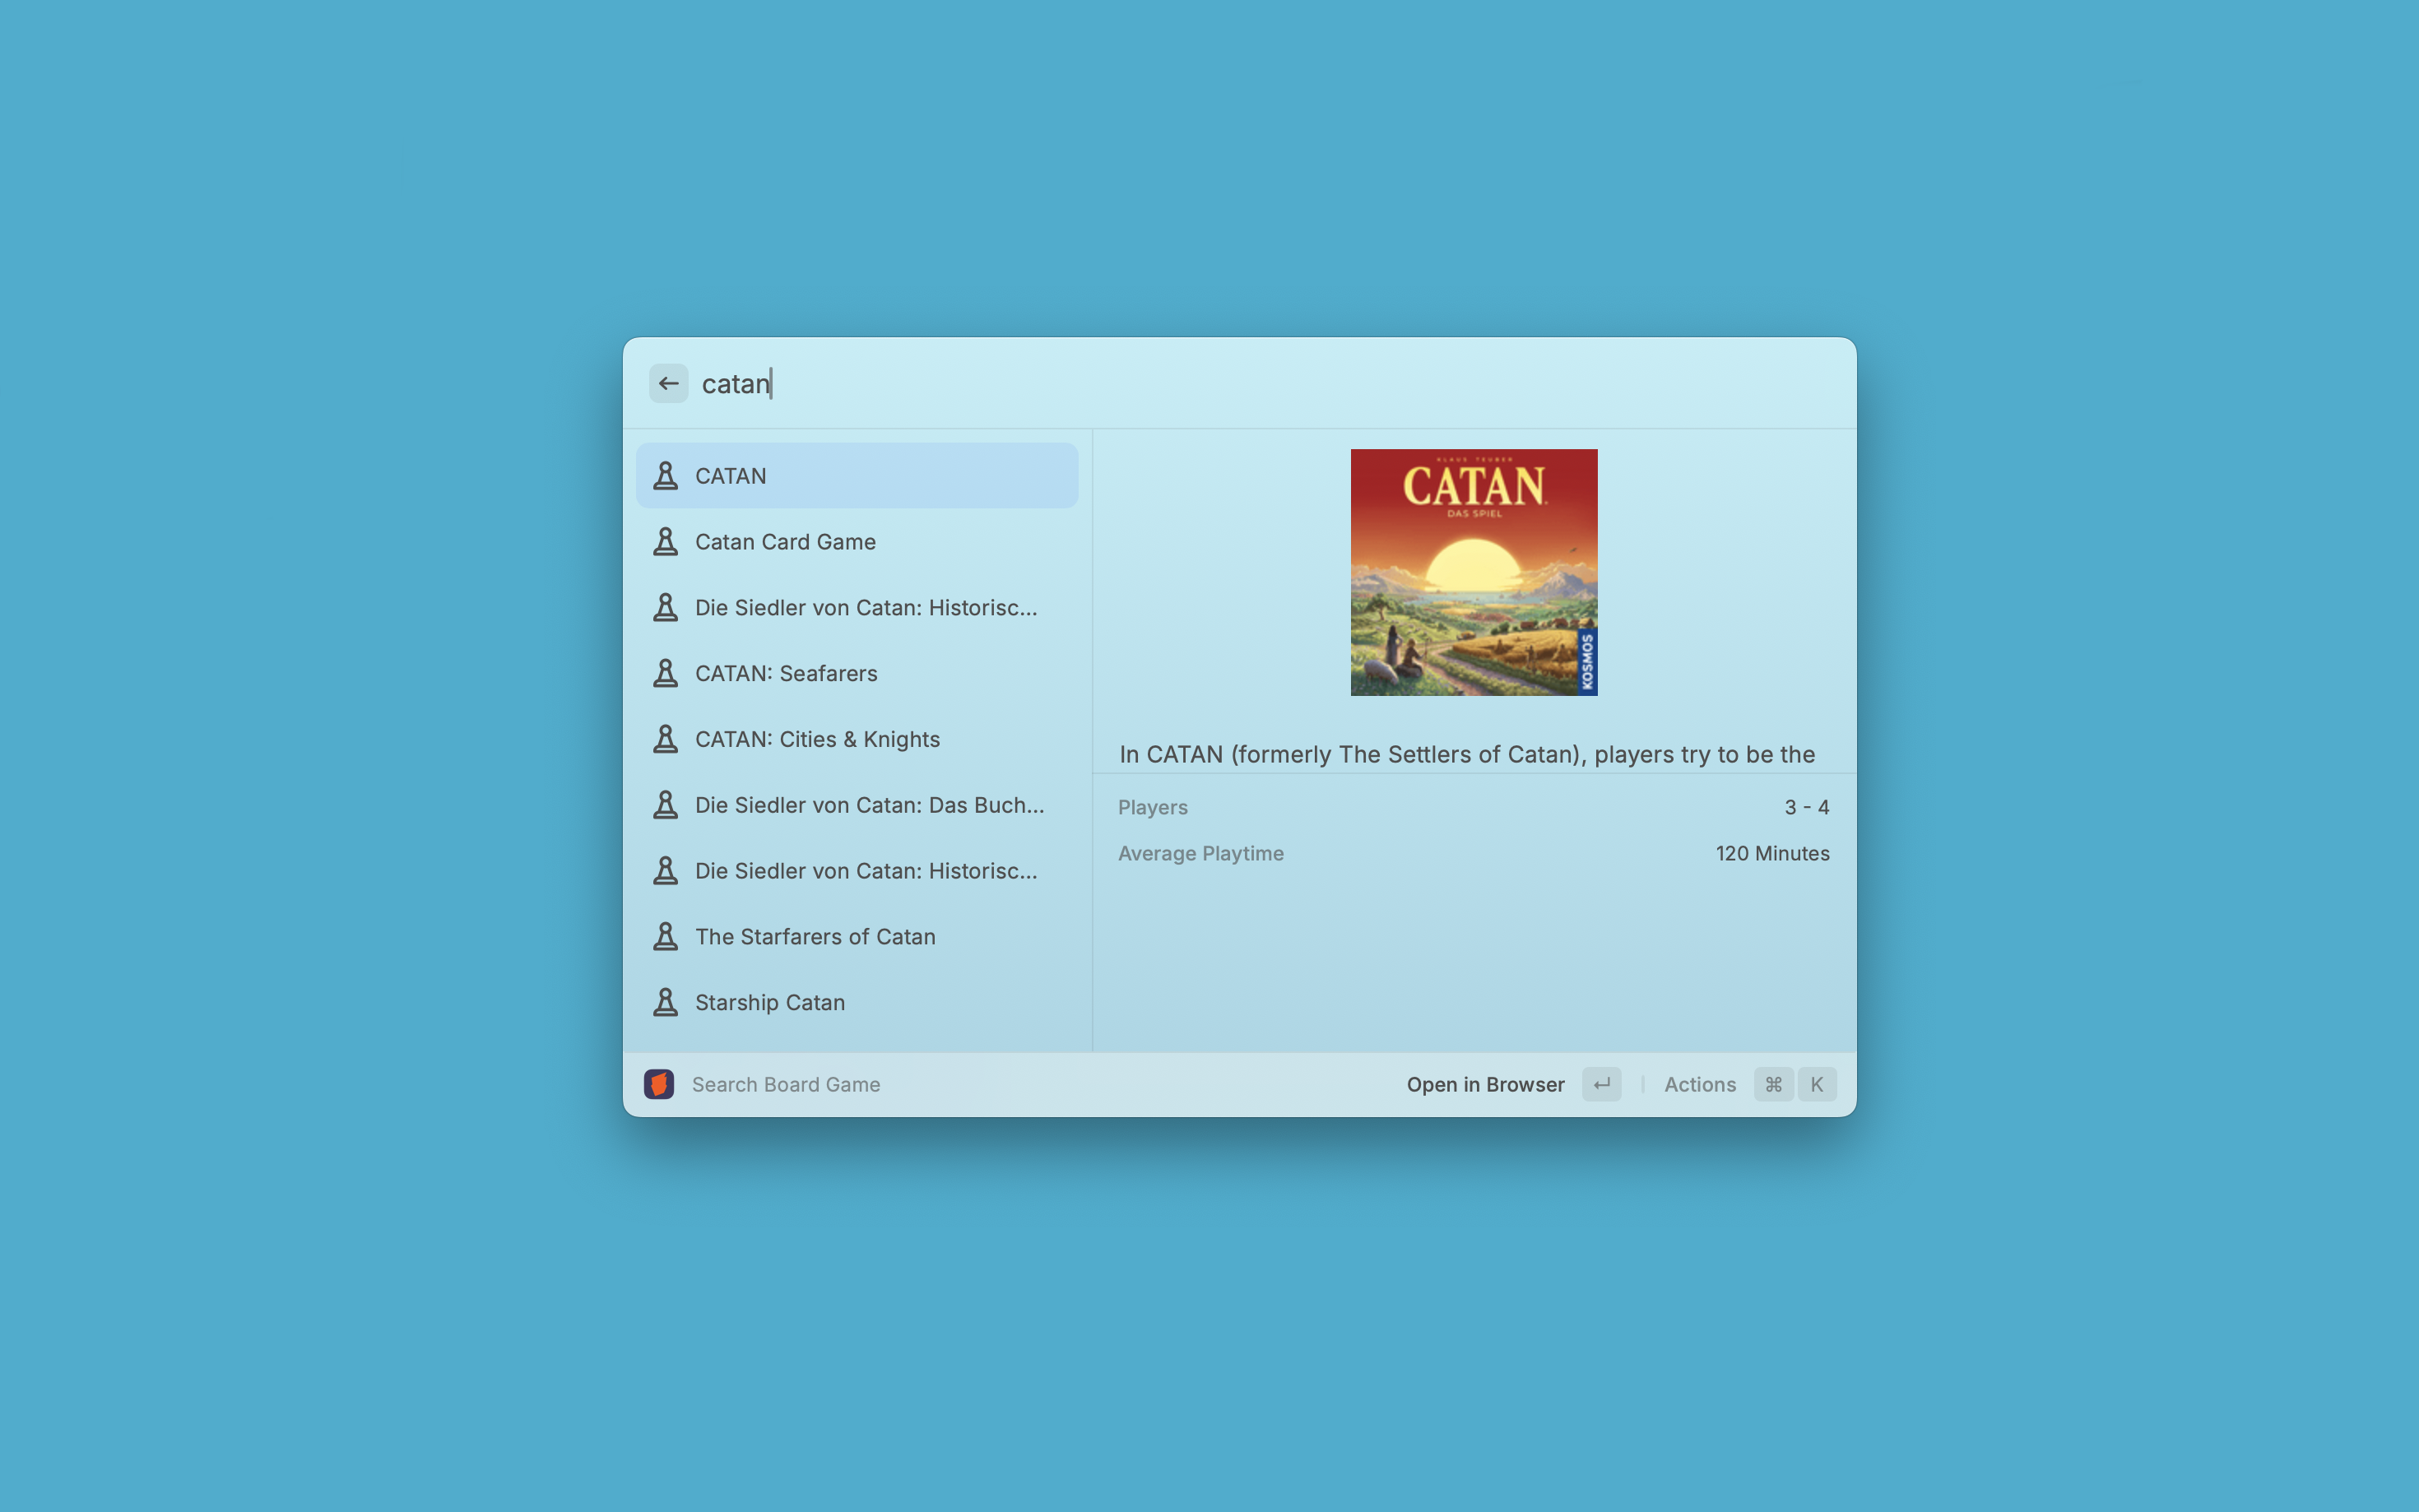 catan
CATAN
Catan Card Game
Die Siedler von Catan: Historisc...
CATAN: Seafarers
CATAN: Cities & Knights
Die Siedler von Catan: Das Buch...
Die Siedler von Catan: Historisc...
The Starfarers of Catan
Starship Catan
KLAUS TEUBER
CATAN
DAS SPIEL
KOSMOS
In CATAN (formerly The Settlers of Catan), players try to be the
Players 3 - 4
Average Playtime 120 Minutes
Search Board Game
Open in Browser
Actions ⌘ K